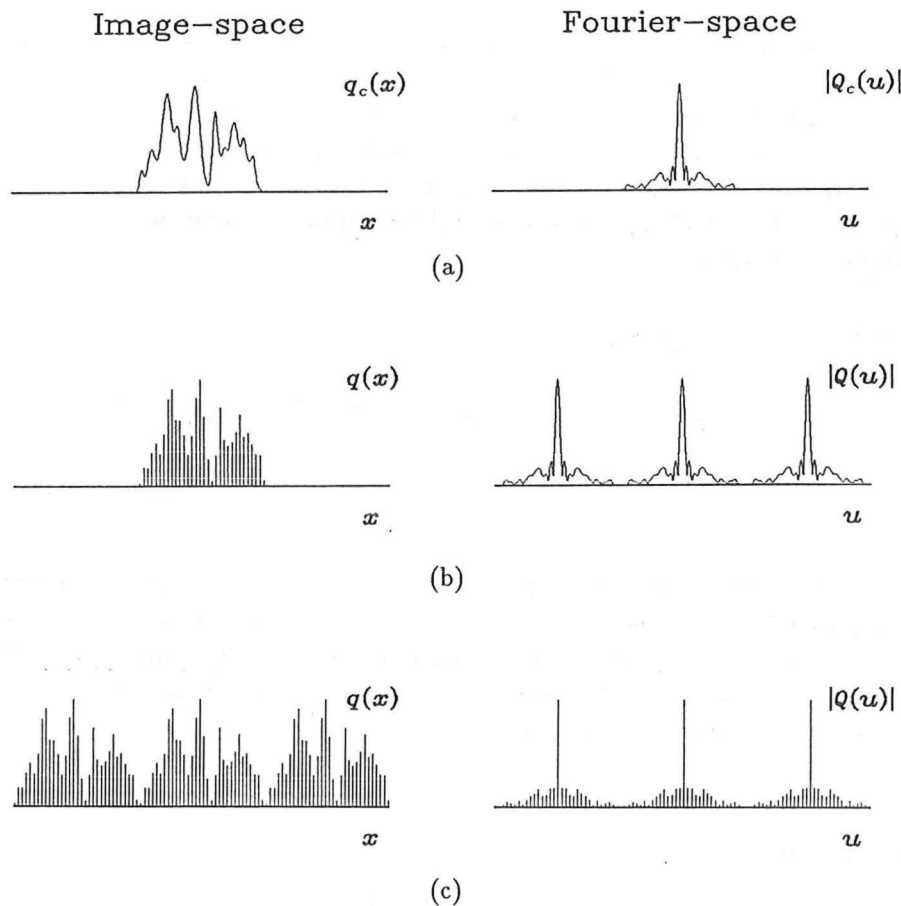 Image-space Fourier-space
q_c(x) |Q_c(u)|
x u
(a)
q(x) |Q(u)|
x u
(b)
q(x) |Q(u)|
x u
(c)